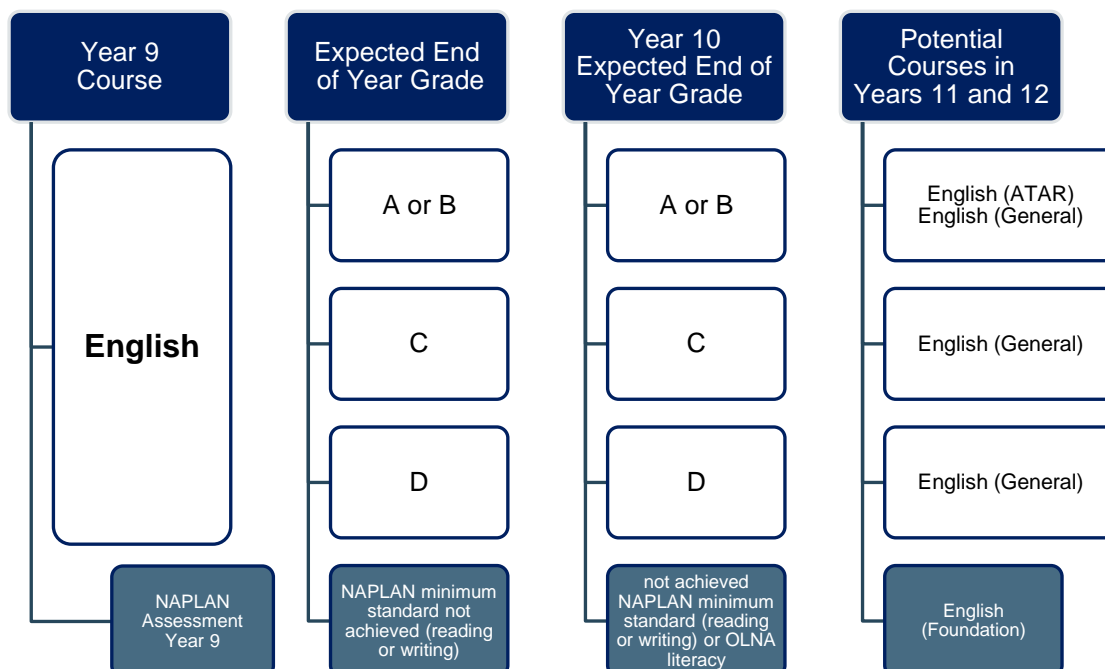 Year 9
Course
English
NAPLAN
Assessment
Year 9
Expected End
of Year Grade
A or B
C
D
NAPLAN minimum
standard not
achieved (reading
or writing)
Year 10
Expected End of
Year Grade
A or B
C
D
not achieved
NAPLAN minimum
standard (reading
or writing) or OLNA
literacy
Potential
Courses in
Years 11 and 12
English (ATAR)
English (General)
English (General)
English (General)
English
(Foundation)